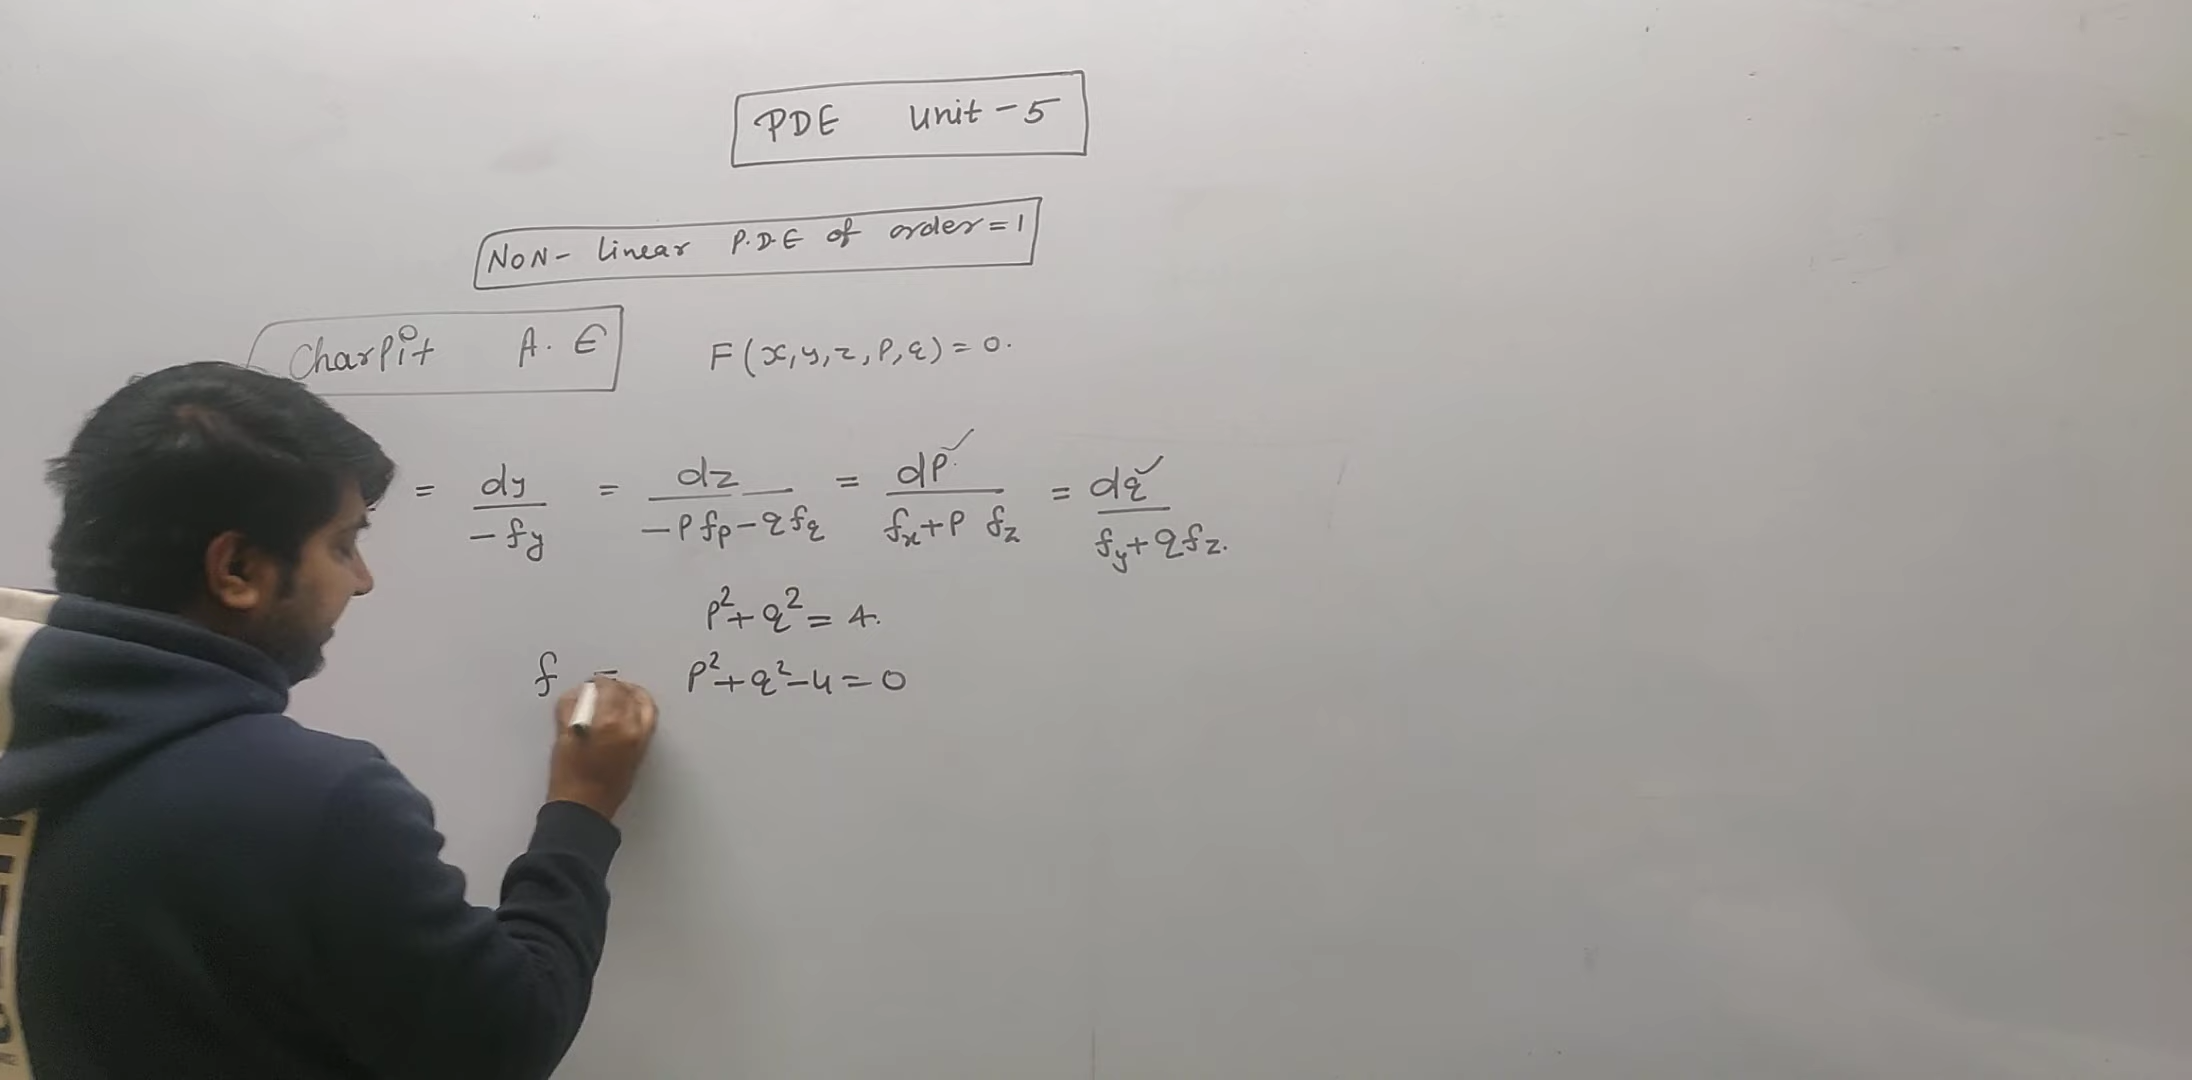 PDE Unit-5
NON-linear P.D.E of order=1
Charpit A.E F(x,y,z,p,q)=0.
= dy/-fy = dz/-Pfp-qfq = dP/fx+P fz = dq/fy+qfz.
p²+q²=4.
f = p²+q²-4=0